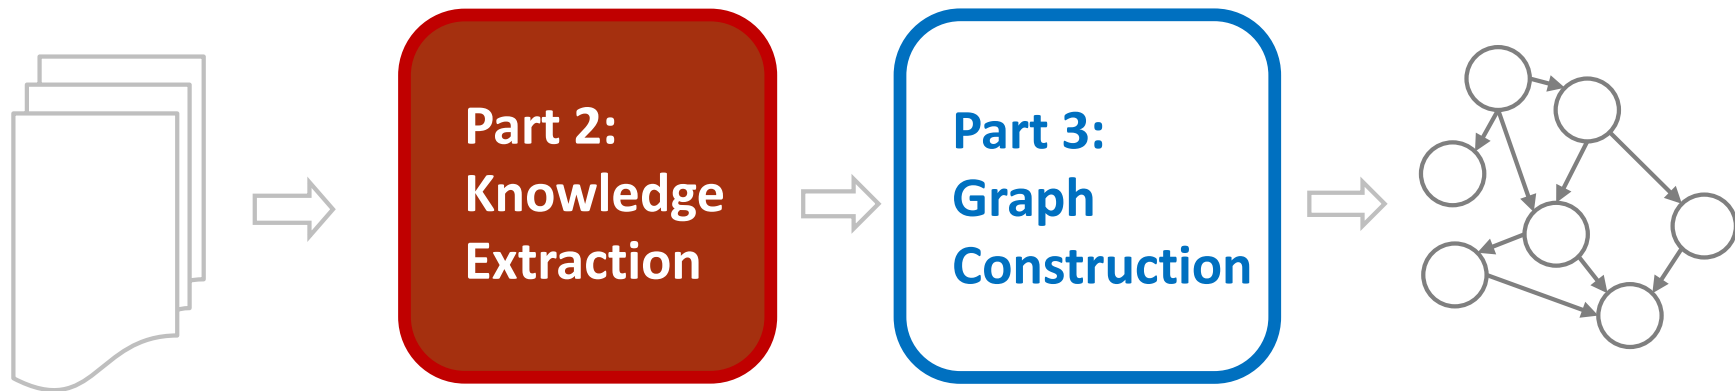 Part 2:
Knowledge
Extraction
Part 3:
Graph
Construction